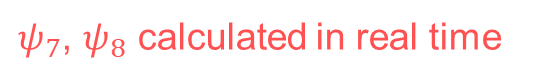 ψ₇, ψ₈ calculated in real time